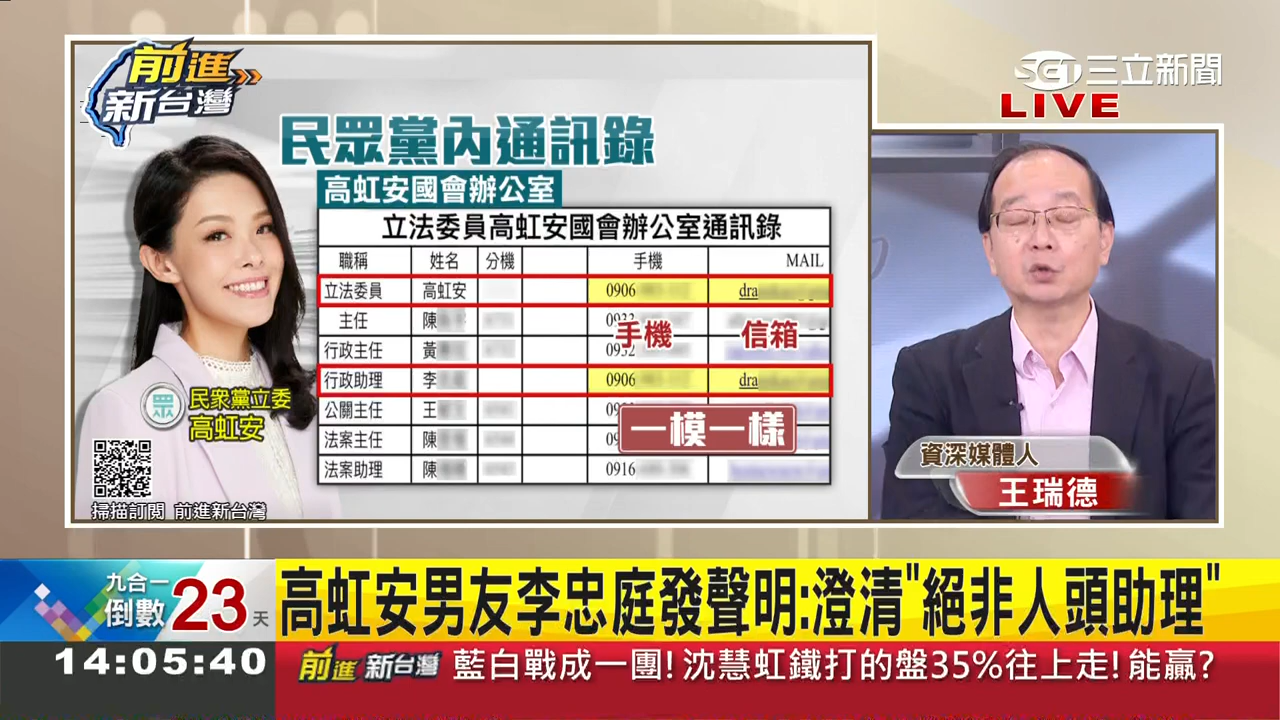 前進
新台灣
SET 三立新聞
LIVE
民眾黨內通訊錄
高虹安國會辦公室
立法委員高虹安國會辦公室通訊錄
職稱 姓名 分機 手機 MAIL
立法委員 高虹安 0906 dra
主任 陳
行政主任 黃
手機 信箱
行政助理 李 0906 dra
公關主任 王
一模一樣
法案主任 陳
法案助理 陳 0916
眾
民眾黨立委
高虹安
掃描訂閱 前進新台灣
資深媒體人
王瑞德
九合一
倒數23天
高虹安男友李忠庭發聲明:澄清"絕非人頭助理"
14:05:40
前進新台灣 藍白戰成一團!沈慧虹鐵打的盤35%往上走!能贏?